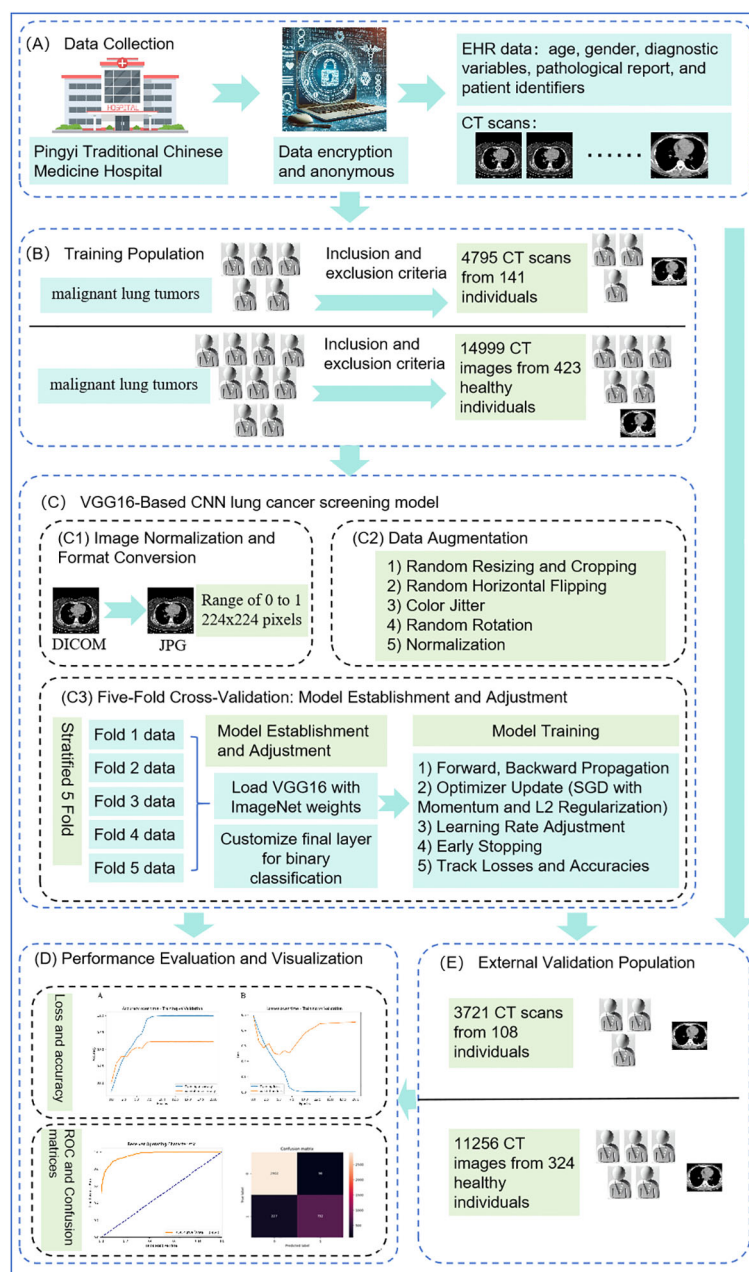 (A) Data Collection
HOSPITAL
Pingyi Traditional Chinese
Medicine Hospital
Data encryption
and anonymous
EHR data: age, gender, diagnostic
variables, pathological report, and
patient identifiers
CT scans:
······
(B) Training Population
malignant lung tumors
Inclusion and
exclusion criteria
4795 CT scans
from 141
individuals
malignant lung tumors
Inclusion and
exclusion criteria
14999 CT
images from 423
healthy
individuals
(C) VGG16-Based CNN lung cancer screening model
(C1) Image Normalization and
Format Conversion
DICOM
JPG
Range of 0 to 1
224x224 pixels
(C2) Data Augmentation
1) Random Resizing and Cropping
2) Random Horizontal Flipping
3) Color Jitter
4) Random Rotation
5) Normalization
(C3) Five-Fold Cross-Validation: Model Establishment and Adjustment
Stratified 5 Fold
Fold 1 data
Fold 2 data
Fold 3 data
Fold 4 data
Fold 5 data
Model Establishment
and Adjustment
Load VGG16 with
ImageNet weights
Customize final layer
for binary
classification
Model Training
1) Forward, Backward Propagation
2) Optimizer Update (SGD with
Momentum and L2 Regularization)
3) Learning Rate Adjustment
4) Early Stopping
5) Track Losses and Accuracies
(D) Performance Evaluation and Visualization
Loss and accuracy
A
B
ROC and Confusion
matrices
Confusion matrix
Predicted label
(E) External Validation Population
3721 CT scans
from 108
individuals
11256 CT
images from 324
healthy
individuals